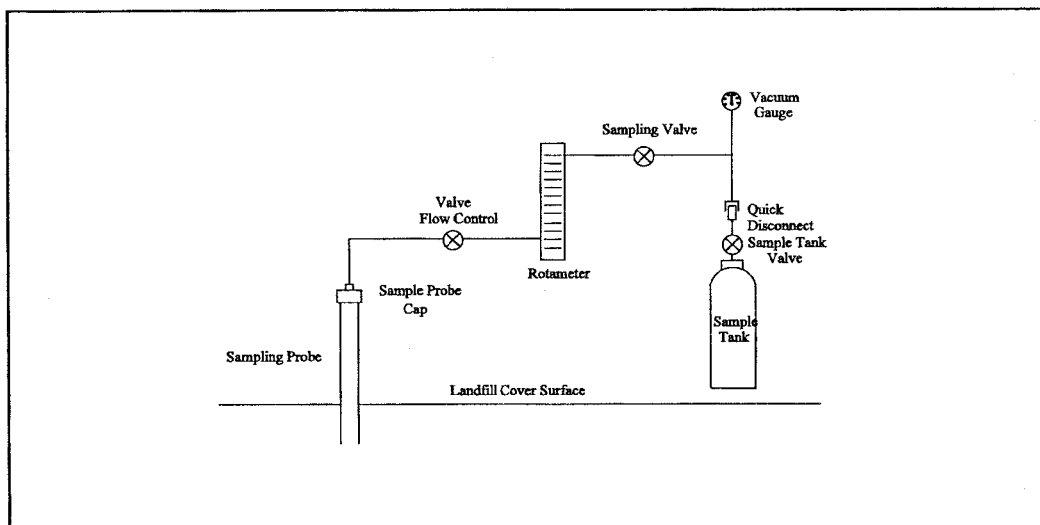 Vacuum
Gauge
Sampling Valve
Valve
Flow Control
Quick
Disconnect
Sample Tank
Valve
Rotameter
Sample Probe
Cap
Sample
Tank
Sampling Probe
Landfill Cover Surface